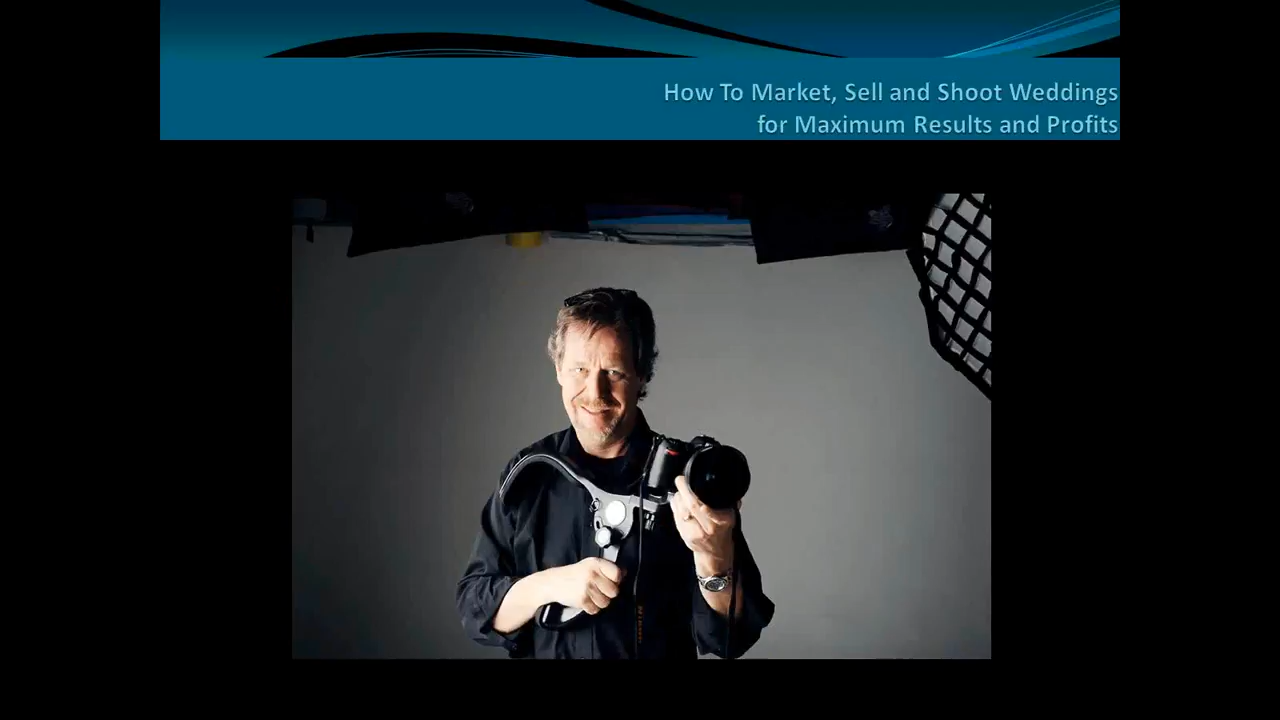 How To Market, Sell and Shoot Weddings
for Maximum Results and Profits